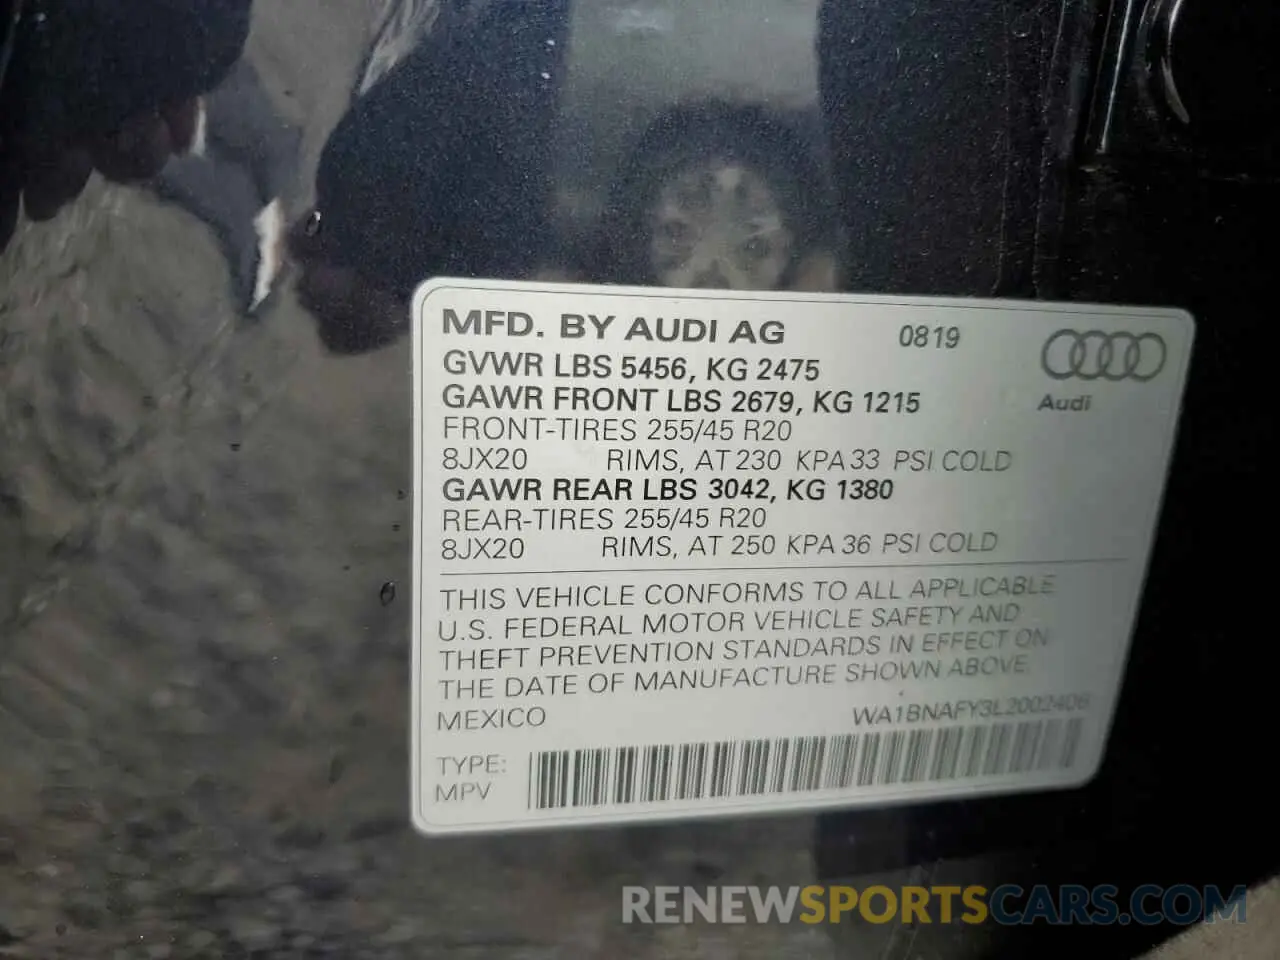 MFD. BY AUDI AG 0819
GVWR LBS 5456, KG 2475
GAWR FRONT LBS 2679, KG 1215
Audi
FRONT-TIRES 255/45 R20
8JX20 RIMS, AT 230 KPA 33 PSI COLD
GAWR REAR LBS 3042, KG 1380
REAR-TIRES 255/45 R20
8JX20 RIMS, AT 250 KPA 36 PSI COLD
THIS VEHICLE CONFORMS TO ALL APPLICABLE
U.S. FEDERAL MOTOR VEHICLE SAFETY AND
THEFT PREVENTION STANDARDS IN EFFECT ON
THE DATE OF MANUFACTURE SHOWN ABOVE.
MEXICO WA1BNAFY3L2002406
TYPE:
MPV
RENEWSPORTSCARS.COM